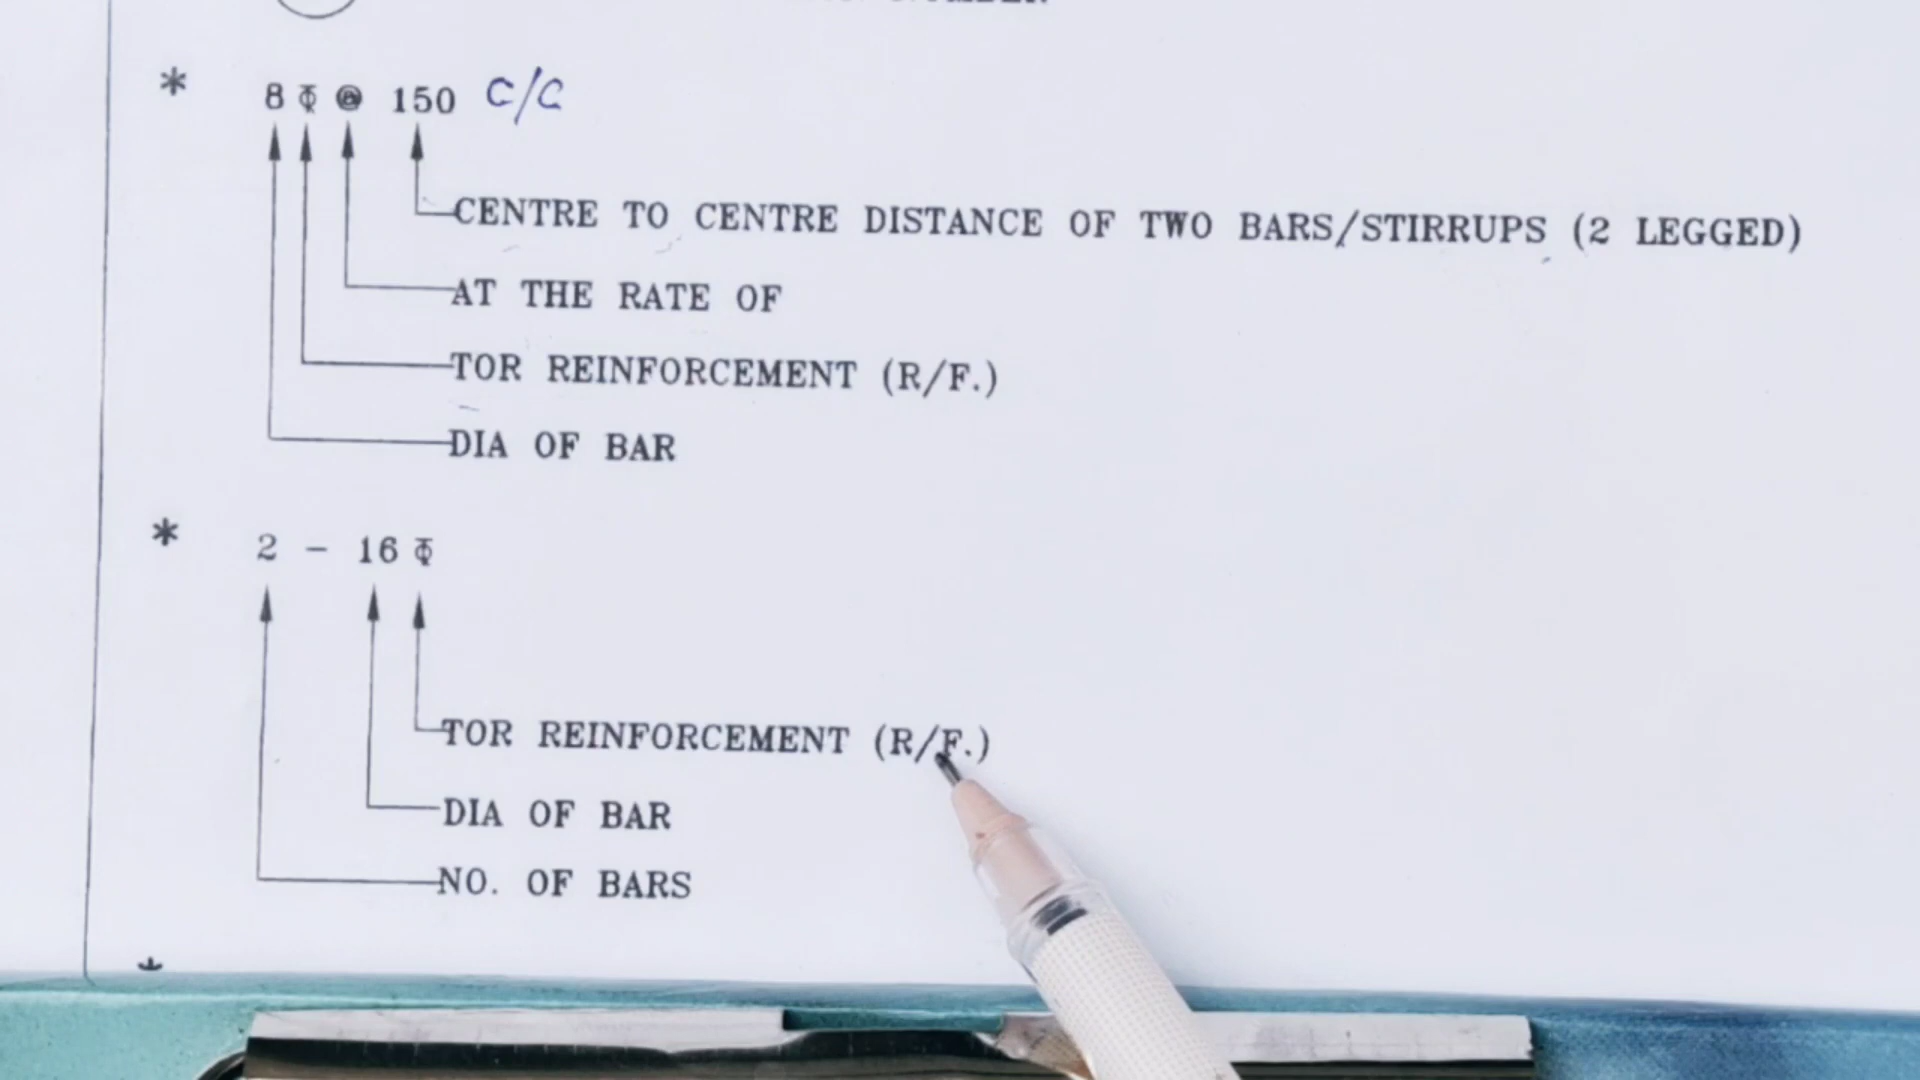 * 8 Φ @ 150 C/C
CENTRE TO CENTRE DISTANCE OF TWO BARS/STIRRUPS (2 LEGGED)
AT THE RATE OF
TOR REINFORCEMENT (R/F.)
DIA OF BAR
* 2 - 16 Φ
TOR REINFORCEMENT (R/F.)
DIA OF BAR
NO. OF BARS